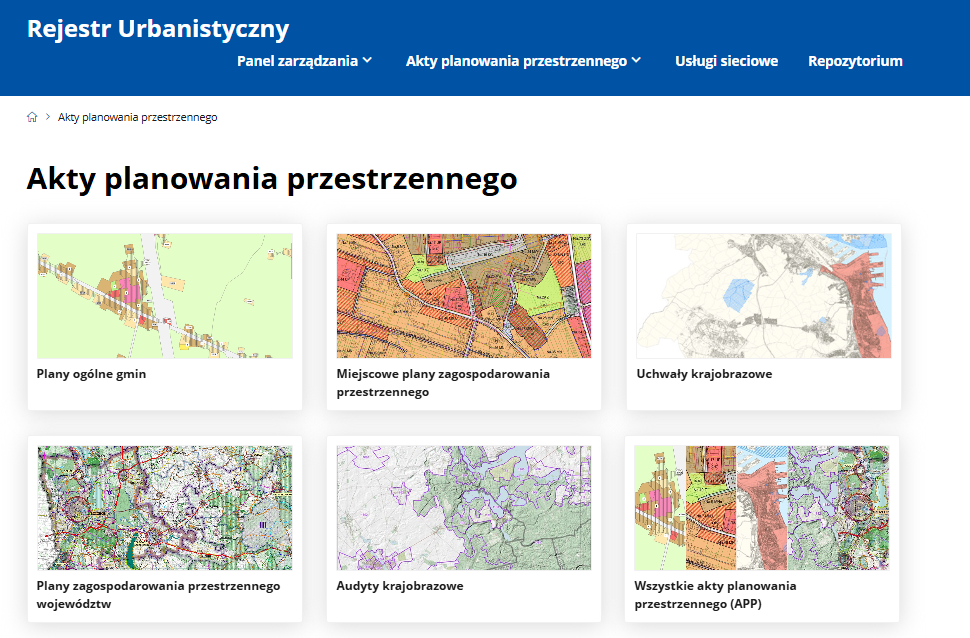 Rejestr Urbanistyczny
Panel zarządzania
Akty planowania przestrzennego
Usługi sieciowe
Repozytorium
Akty planowania przestrzennego
Akty planowania przestrzennego
Plany ogólne gmin
Miejscowe plany zagospodarowania
przestrzennego
Uchwały krajobrazowe
Plany zagospodarowania przestrzennego
województw
Audyty krajobrazowe
Wszystkie akty planowania
przestrzennego (APP)